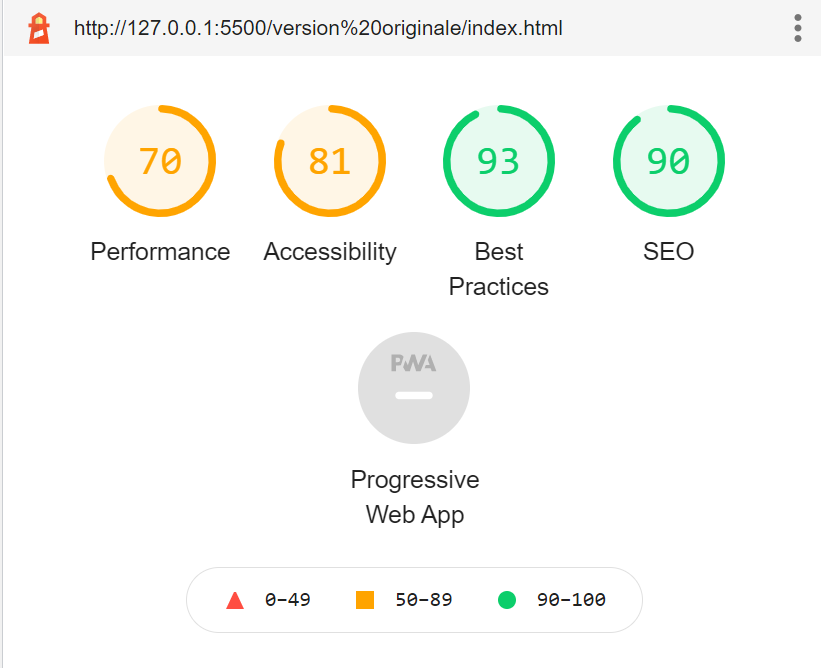 http://127.0.0.1:5500/version%20originale/index.html
70 81 93 90
Performance Accessibility Best Practices SEO
PWA
Progressive
Web App
0–49 50–89 90–100